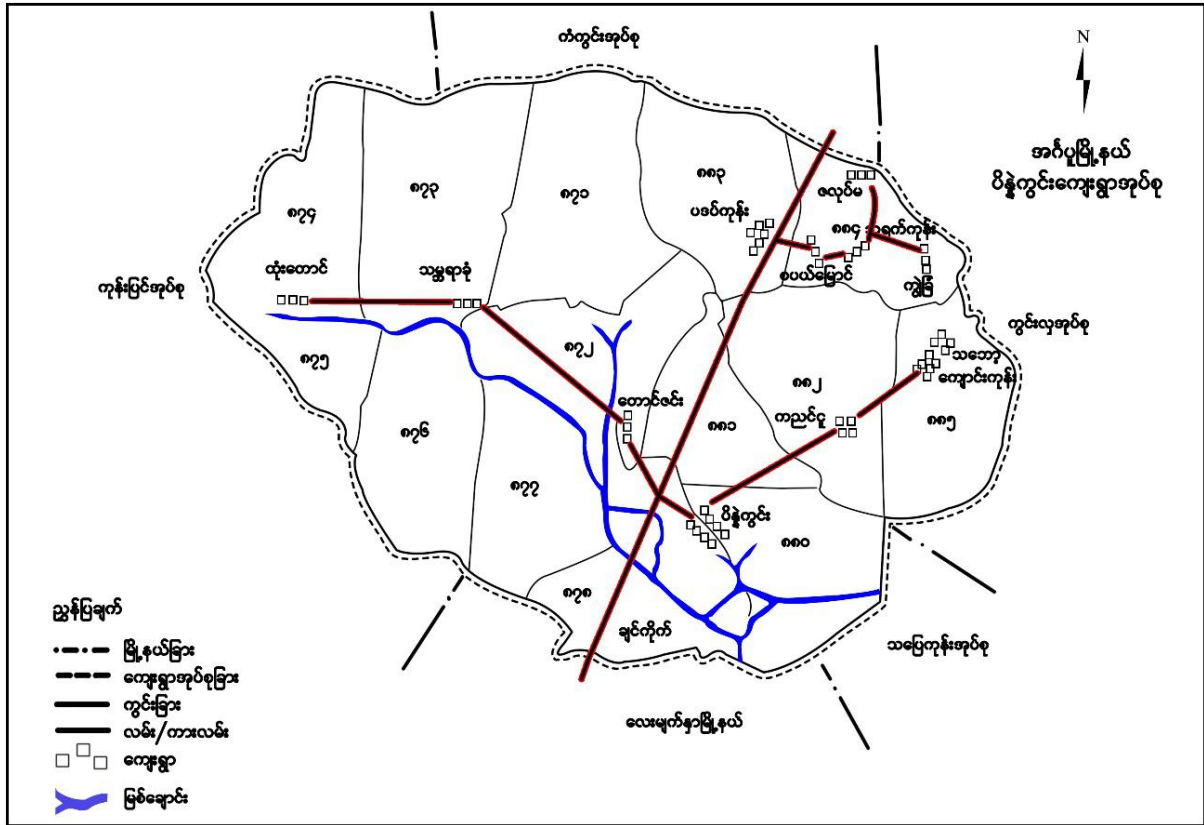 ကံကွင်းအုပ်စု
N
အင်္ဂပူမြို့နယ်
ပိန္နဲကွင်းကျေးရွာအုပ်စု
၈၈၃
ဇလုပ်မ
၈၇၃
၈၇၁
ပဒပ်ကုန်း
၈၇၄
၈၈၄
သရက်ကုန်း
ထုံးတောင်
သမ္ဘရာခုံ
စပယ်မြောင်
ကျွဲခြံ
ကုန်းပြင်အုပ်စု
ကွင်းလှအုပ်စု
၈၇၅
၈၇၂
သဘော့
ကျောင်းကုန်း
၈၈၂
တောင်ဇင်း
ကညင်ငူ
၈၇၆
၈၈၁
၈၈၅
၈၇၇
ပိန္နဲကွင်း
၈၈၀
၈၇၈
ချင်ကိုက်
သပြေကုန်းအုပ်စု
လေးမျက်နှာမြို့နယ်
ညွှန်ပြချက်
မြို့နယ်ခြား
ကျေးရွာအုပ်စုခြား
ကွင်းခြား
လမ်း/ကားလမ်း
ကျေးရွာ
မြစ်ချောင်း